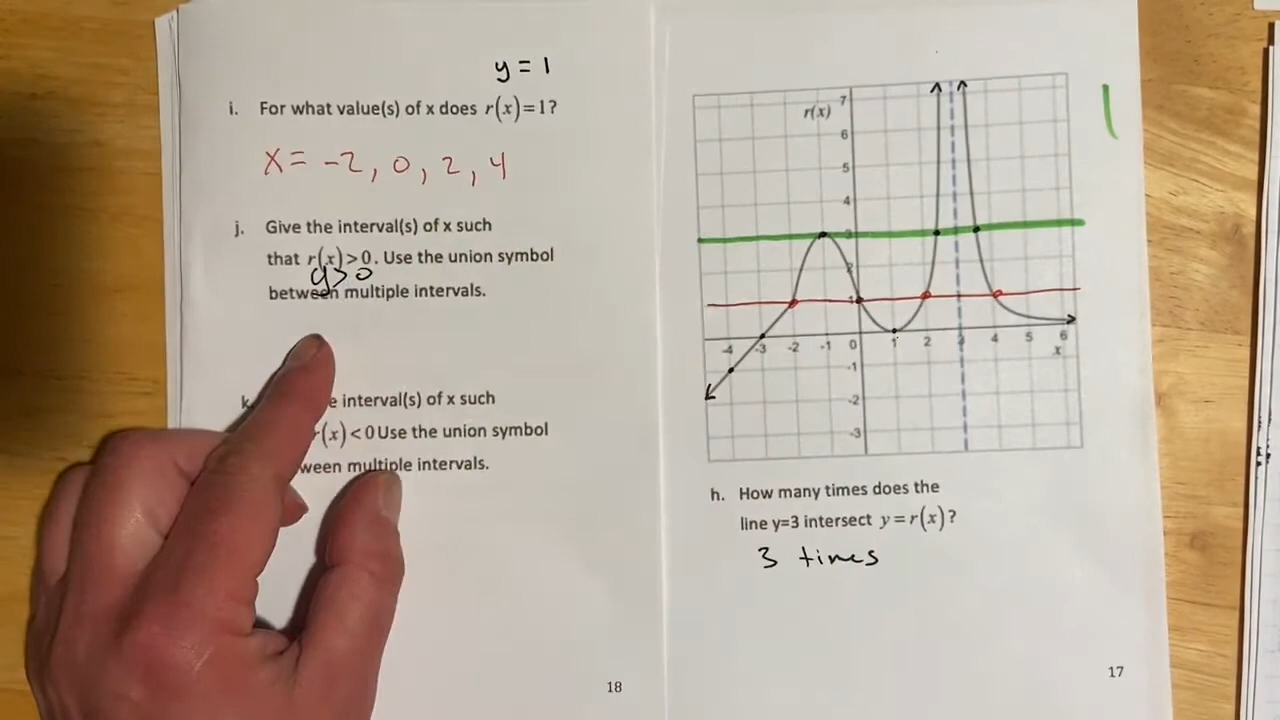 y = 1
i. For what value(s) of x does r(x)=1?
x = -2, 0, 2, 4
j. Give the interval(s) of x such
that r(x)>0. Use the union symbol
y>0
between multiple intervals.
k. e interval(s) of x such
r(x)<0 Use the union symbol
ween multiple intervals.
18
r(x)
7
6
5
4
3
2
1
-4 -3 -2 -1 0 1 2 3 4 5 6
x
-1
-2
-3
h. How many times does the
line y=3 intersect y=r(x)?
3 times
17